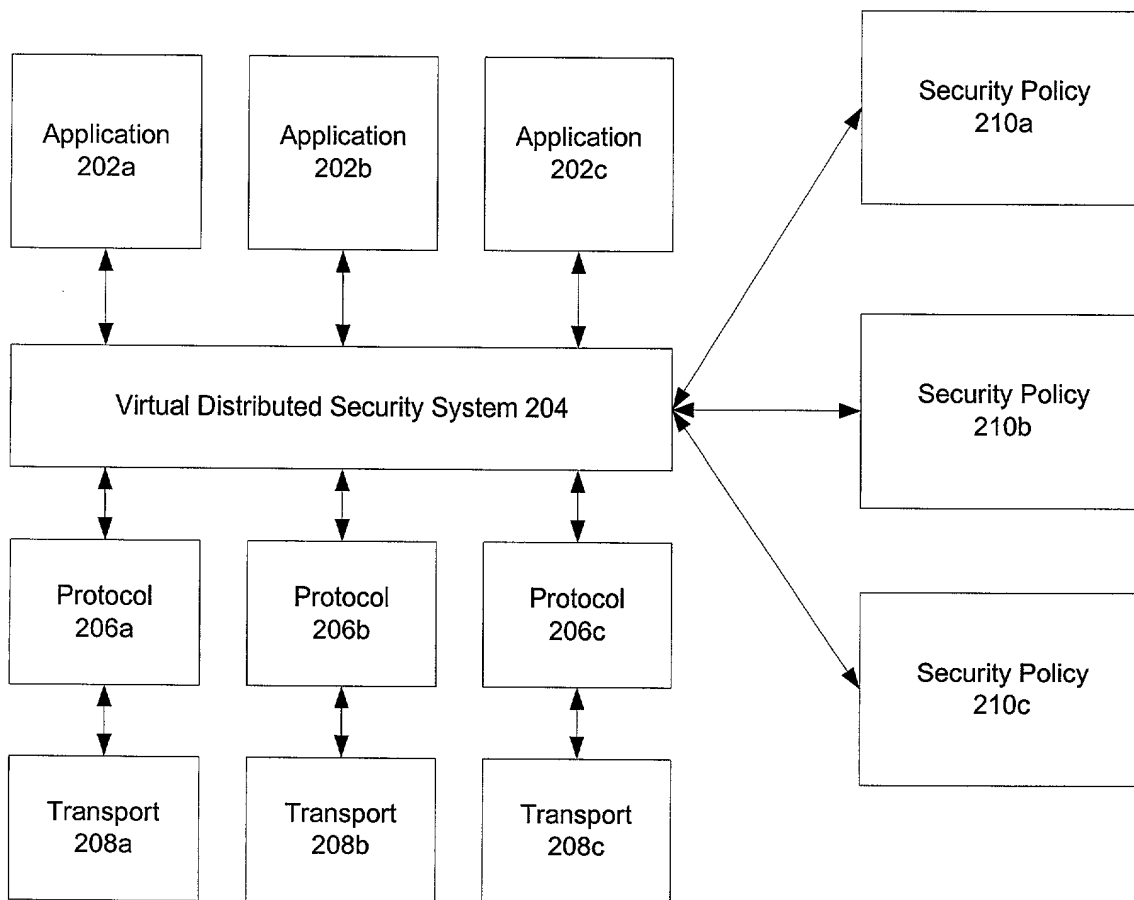 Application
202a
Application
202b
Application
202c
Security Policy
210a
Virtual Distributed Security System 204
Security Policy
210b
Protocol
206a
Protocol
206b
Protocol
206c
Security Policy
210c
Transport
208a
Transport
208b
Transport
208c